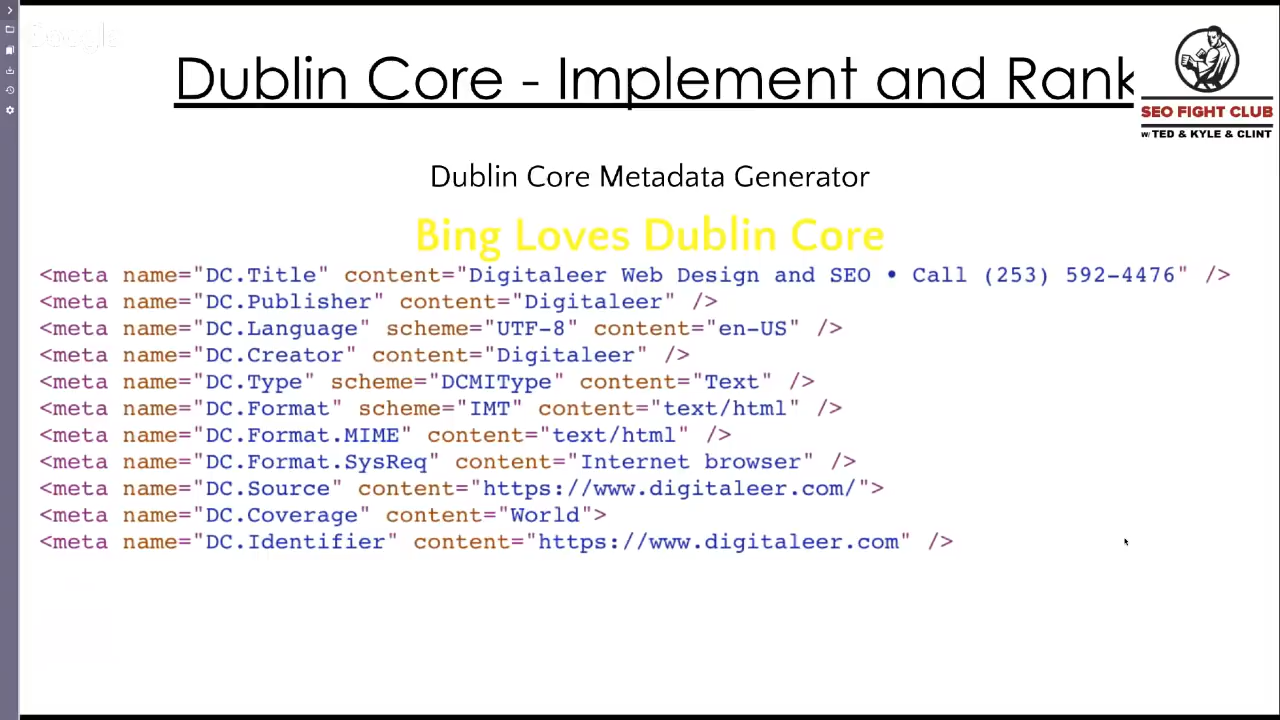 Google
Dublin Core - Implement and Rank
SEO FIGHT CLUB
W/ TED & KYLE & CLINT
Dublin Core Metadata Generator
Bing Loves Dublin Core
<meta name="DC.Title" content="Digitaleer Web Design and SEO • Call (253) 592-4476" />
<meta name="DC.Publisher" content="Digitaleer" />
<meta name="DC.Language" scheme="UTF-8" content="en-US" />
<meta name="DC.Creator" content="Digitaleer" />
<meta name="DC.Type" scheme="DCMIType" content="Text" />
<meta name="DC.Format" scheme="IMT" content="text/html" />
<meta name="DC.Format.MIME" content="text/html" />
<meta name="DC.Format.SysReq" content="Internet browser" />
<meta name="DC.Source" content="https://www.digitaleer.com/">
<meta name="DC.Coverage" content="World">
<meta name="DC.Identifier" content="https://www.digitaleer.com" />